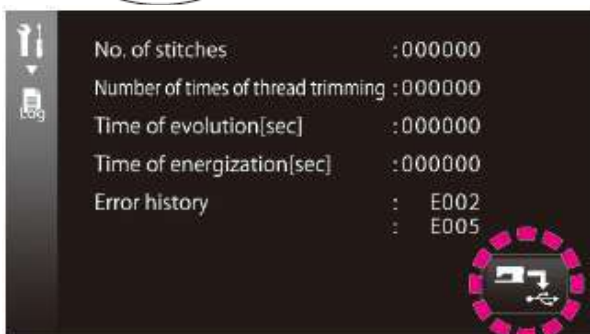 No. of stitches :000000
Number of times of thread trimming :000000
Log
Time of evolution[sec] :000000
Time of energization[sec] :000000
Error history : E002
: E005